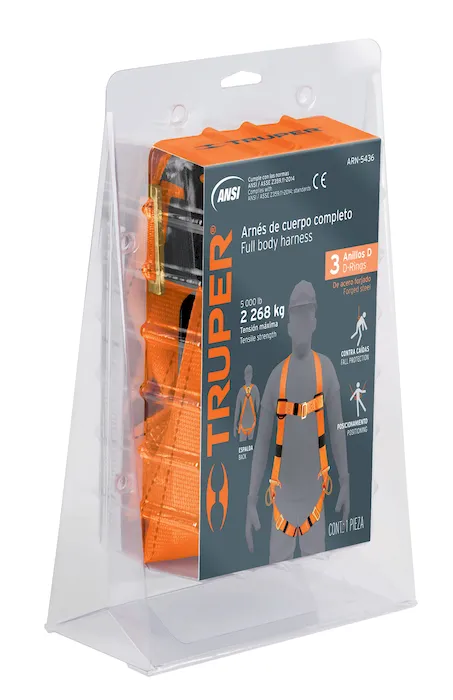 TRUPER
ARN-5436
ANSI
Cumple con las normas
ANSI / ASSE Z359.11-2014
Complies with
ANSI / ASSE Z359.11-2014 standards
CE
Arnés de cuerpo completo
Full body harness
3 Anillos D
D-Rings
De acero forjado
Forged steel
TRUPER®
5 000 lb
2 268 kg
Tensión máxima
Tensile strength
CONTRA CAÍDAS
FALL PROTECTION
POSICIONAMIENTO
POSITIONING
ESPALDA
BACK
CONT.: 1 PIEZA